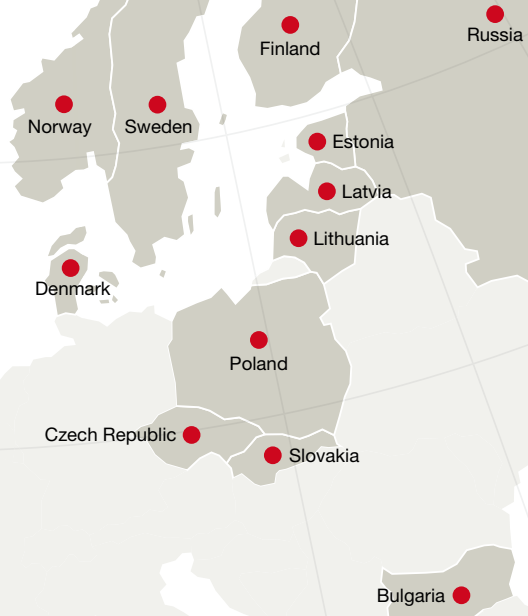 Russia
Finland
Norway
Sweden
Estonia
Latvia
Lithuania
Denmark
Poland
Czech Republic
Slovakia
Bulgaria